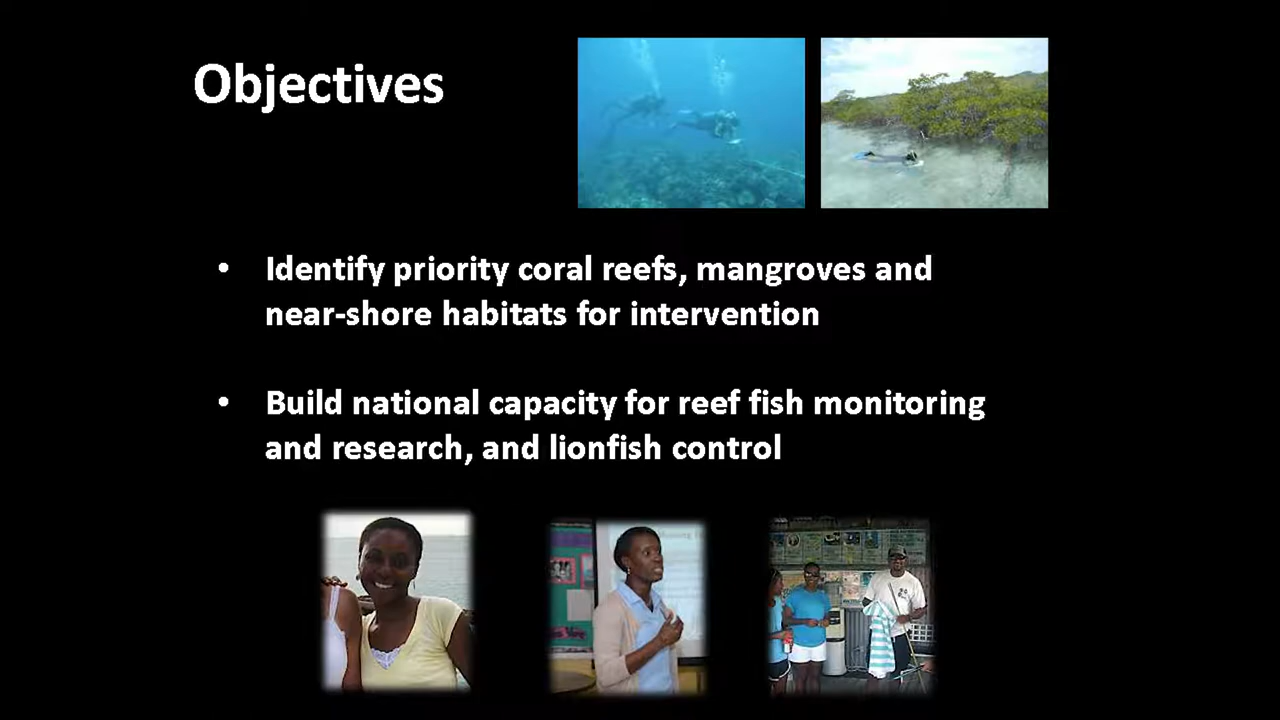 Objectives
• Identify priority coral reefs, mangroves and
near-shore habitats for intervention
• Build national capacity for reef fish monitoring
and research, and lionfish control